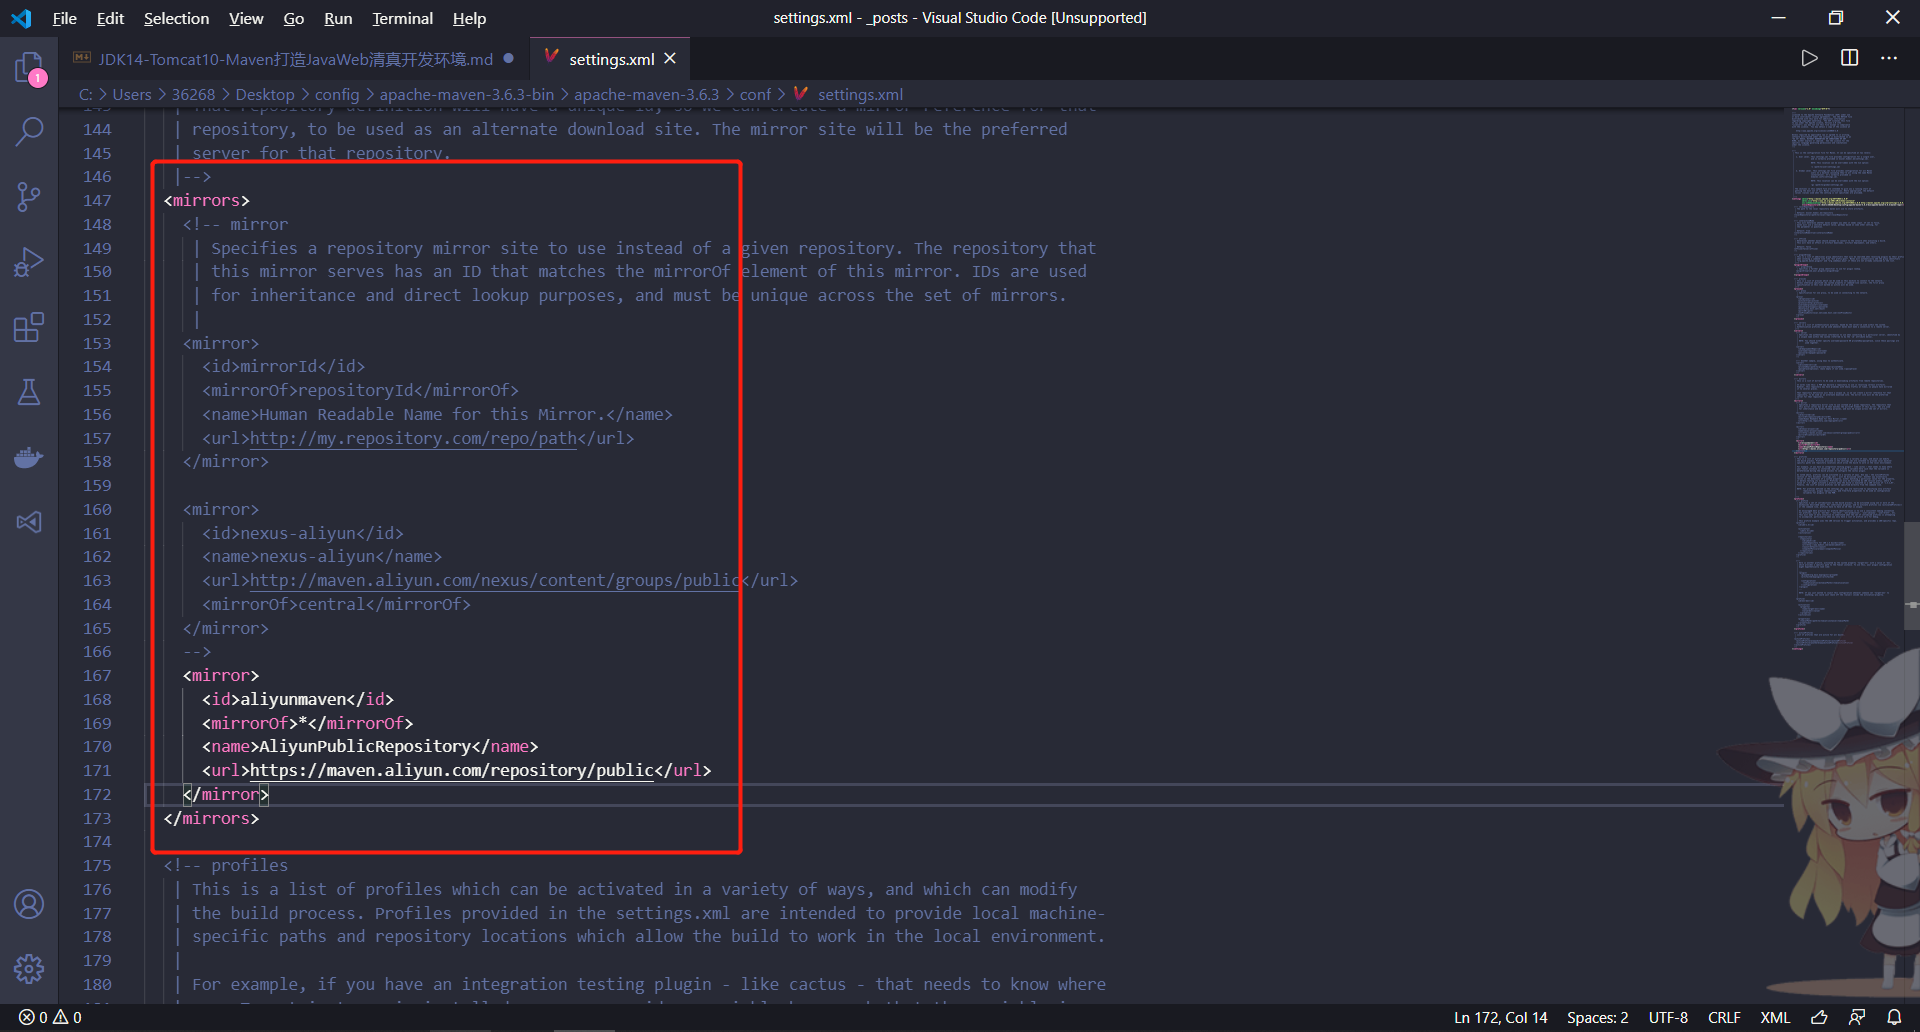 File Edit Selection View Go Run Terminal Help
settings.xml - _posts - Visual Studio Code [Unsupported]
JDK14-Tomcat10-Maven打造JavaWeb清真开发环境.md
settings.xml
1
C: > Users > 36268 > Desktop > config > apache-maven-3.6.3-bin > apache-maven-3.6.3 > conf > settings.xml
144 | repository, to be used as an alternate download site. The mirror site will be the preferred
145 | server for that repository.
146 |-->
147 <mirrors>
148 <!-- mirror
149 | Specifies a repository mirror site to use instead of a given repository. The repository that
150 | this mirror serves has an ID that matches the mirrorOf element of this mirror. IDs are used
151 | for inheritance and direct lookup purposes, and must be unique across the set of mirrors.
152 |
153 <mirror>
154 <id>mirrorId</id>
155 <mirrorOf>repositoryId</mirrorOf>
156 <name>Human Readable Name for this Mirror.</name>
157 <url>http://my.repository.com/repo/path</url>
158 </mirror>
159
160 <mirror>
161 <id>nexus-aliyun</id>
162 <name>nexus-aliyun</name>
163 <url>http://maven.aliyun.com/nexus/content/groups/public</url>
164 <mirrorOf>central</mirrorOf>
165 </mirror>
166 -->
167 <mirror>
168 <id>aliyunmaven</id>
169 <mirrorOf>*</mirrorOf>
170 <name>AliyunPublicRepository</name>
171 <url>https://maven.aliyun.com/repository/public</url>
172 </mirror>
173 </mirrors>
174
175 <!-- profiles
176 | This is a list of profiles which can be activated in a variety of ways, and which can modify
177 | the build process. Profiles provided in the settings.xml are intended to provide local machine-
178 | specific paths and repository locations which allow the build to work in the local environment.
179 |
180 | For example, if you have an integration testing plugin - like cactus - that needs to know where
0 0
Ln 172, Col 14 Spaces: 2 UTF-8 CRLF XML